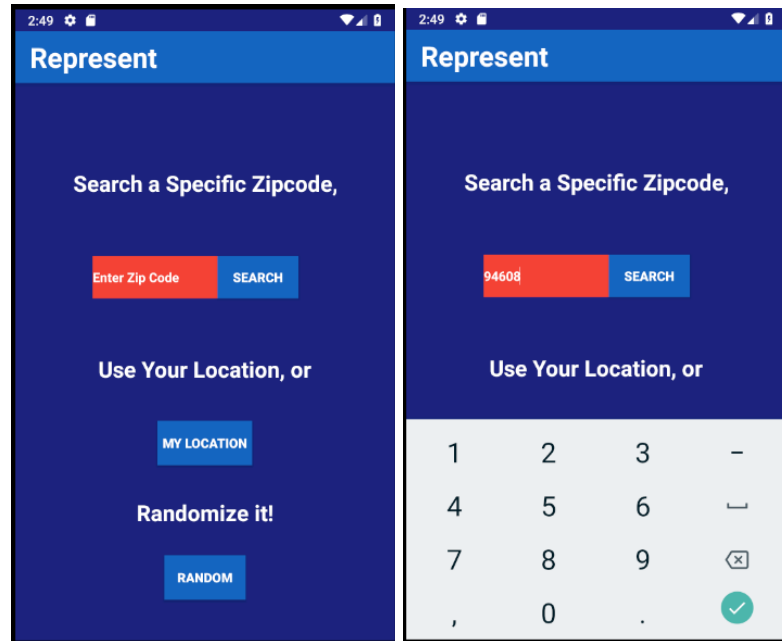 2:49
Represent
Search a Specific Zipcode,
Enter Zip Code SEARCH
Use Your Location, or
MY LOCATION
Randomize it!
RANDOM
2:49
Represent
Search a Specific Zipcode,
94608 SEARCH
Use Your Location, or
1 2 3 -
4 5 6
7 8 9
, 0 .